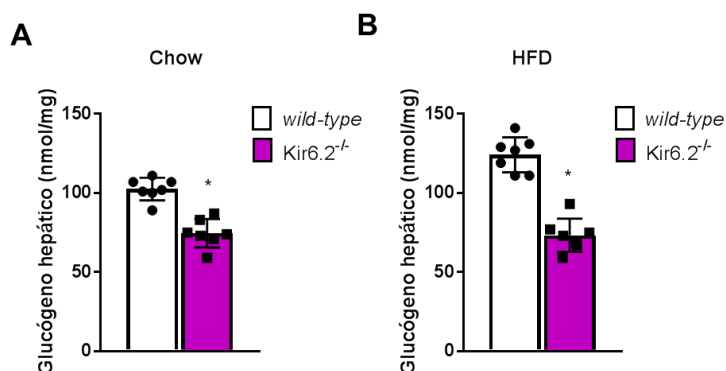 A
Chow
Glucógeno hepático (nmol/mg)
150
100
50
0
*
wild-type
Kir6.2-/-
B
HFD
Glucógeno hepático (nmol/mg)
150
100
50
0
*
wild-type
Kir6.2-/-